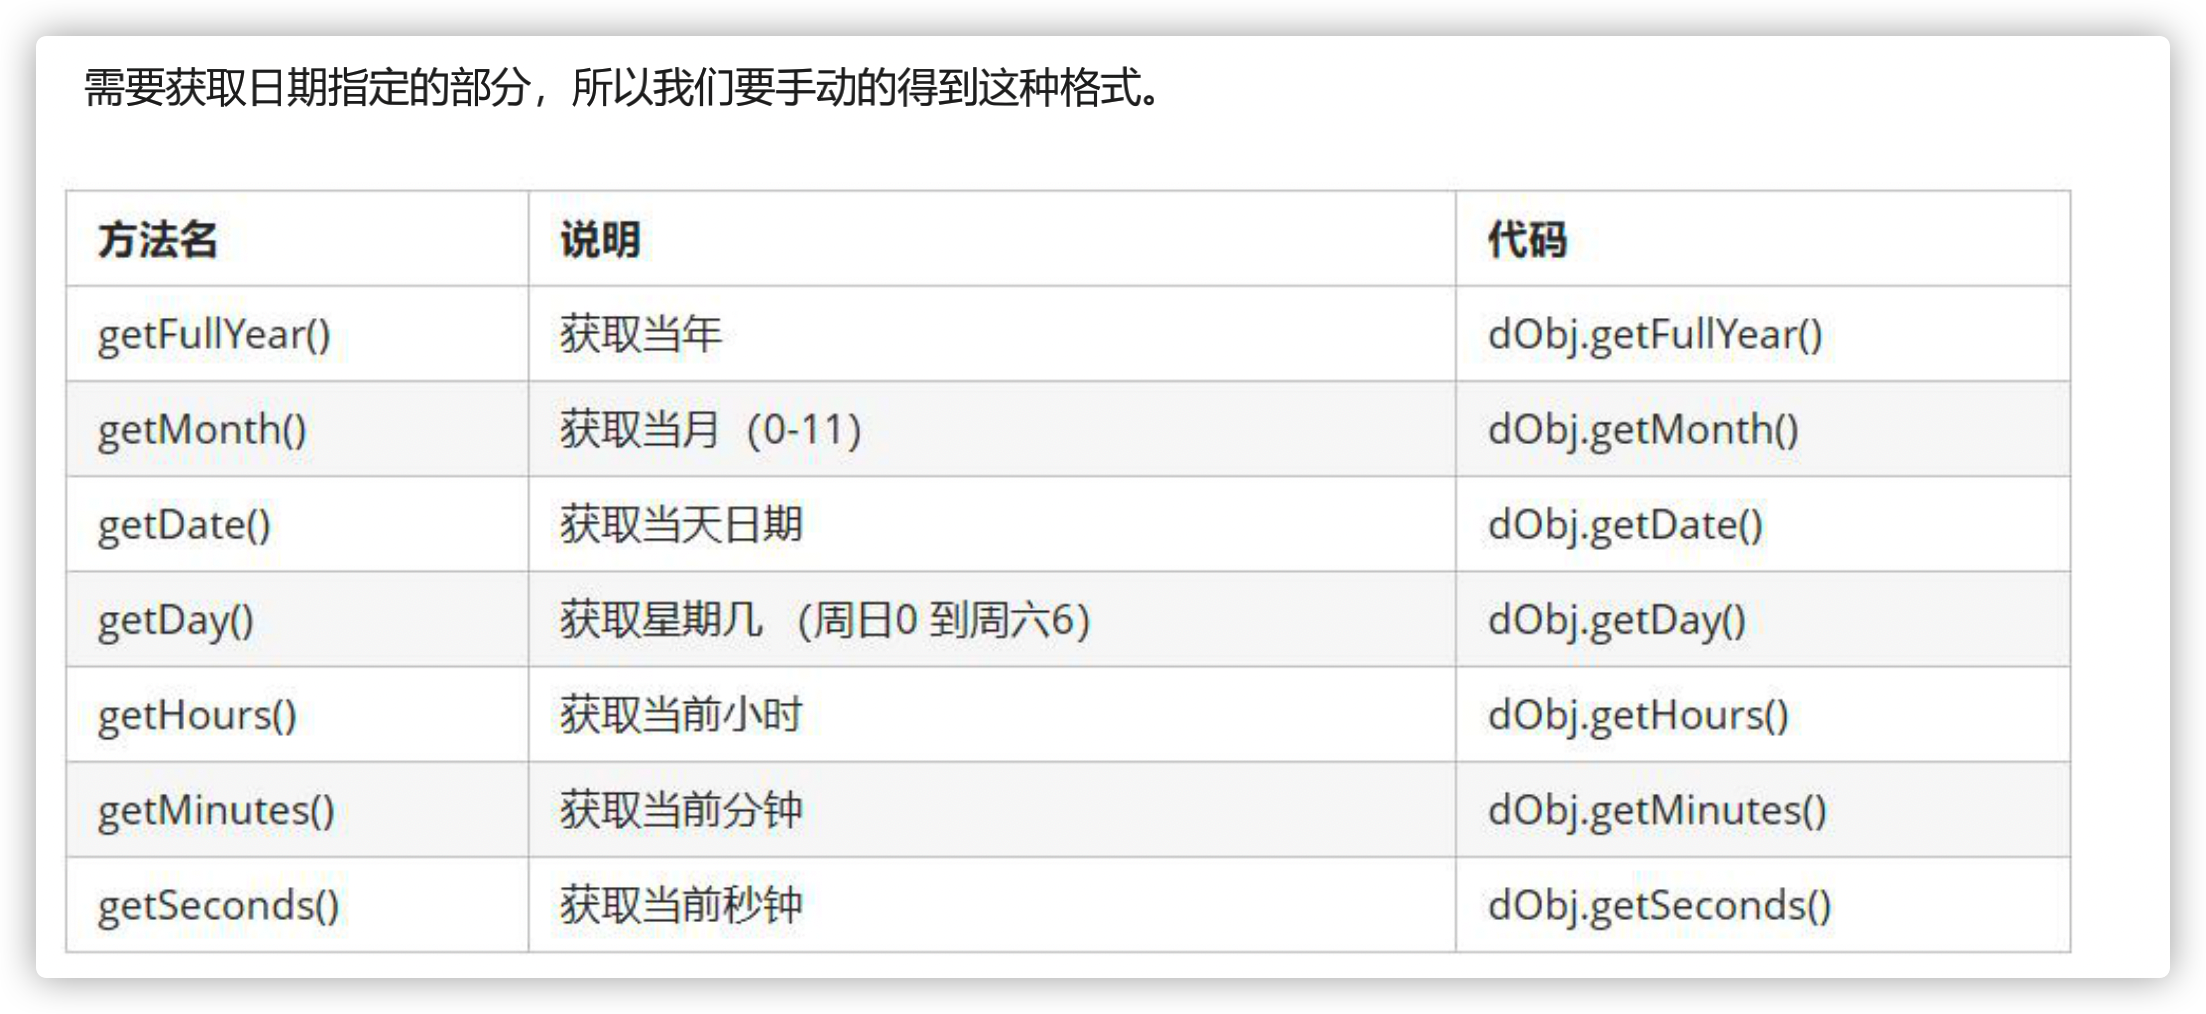 需要获取日期指定的部分，所以我们要手动的得到这种格式。
方法名 说明 代码
getFullYear() 获取当年 dObj.getFullYear()
getMonth() 获取当月（0-11） dObj.getMonth()
getDate() 获取当天日期 dObj.getDate()
getDay() 获取星期几 （周日0 到周六6） dObj.getDay()
getHours() 获取当前小时 dObj.getHours()
getMinutes() 获取当前分钟 dObj.getMinutes()
getSeconds() 获取当前秒钟 dObj.getSeconds()